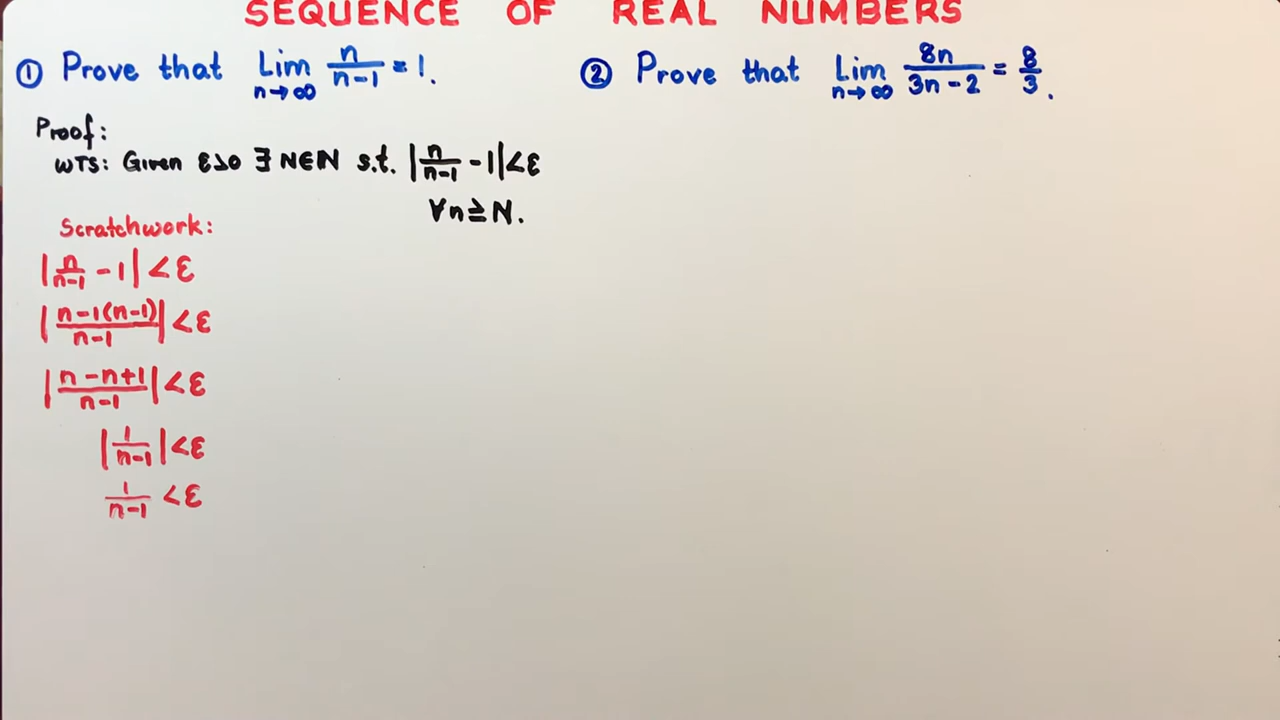 SEQUENCE OF REAL NUMBERS
① Prove that Lim n→∞ n/(n-1) = 1.
Proof:
WTS: Given ε>0 ∃ N∈N s.t. |n/(n-1) - 1| < ε
∀n ≥ N.
Scratchwork:
|n/(n-1) - 1| < ε
|(n-1(n-1))/(n-1)| < ε
|(n-n+1)/(n-1)| < ε
|1/(n-1)| < ε
1/(n-1) < ε
② Prove that Lim n→∞ 8n/(3n-2) = 8/3.